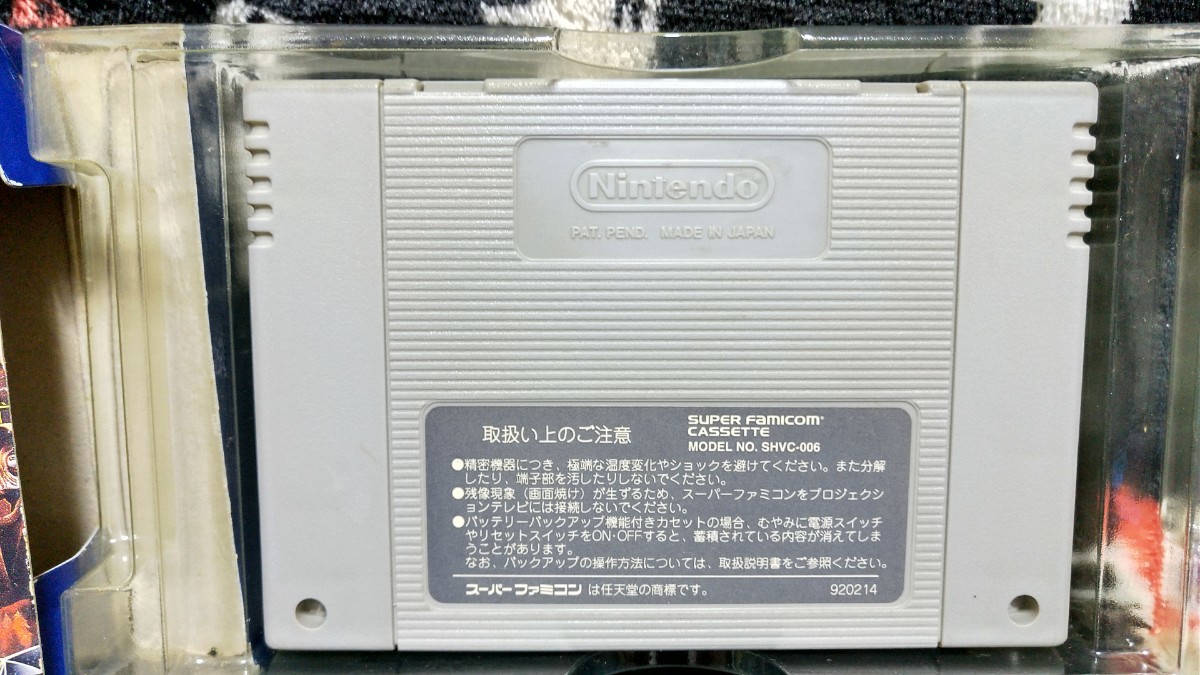 Nintendo
PAT. PEND. MADE IN JAPAN
取扱い上のご注意
SUPER FAMICOM
CASSETTE
MODEL NO. SHVC-006
●精密機器につき、極端な温度変化やショックを避けてください。また分解
したり、端子部を汚したりしないでください。
●残像現象(画面焼け)が生ずるため、スーパーファミコンをプロジェクシ
ョンテレビには接続しないでください。
●バッテリーバックアップ機能付きカセットの場合、むやみに電源スイッチ
やリセットスイッチをON・OFFすると、蓄積されている内容が消えてしま
うことがあります。
なお、バックアップの操作方法については、取扱説明書をご参照ください。
スーパーファミコン は任天堂の商標です。
920214